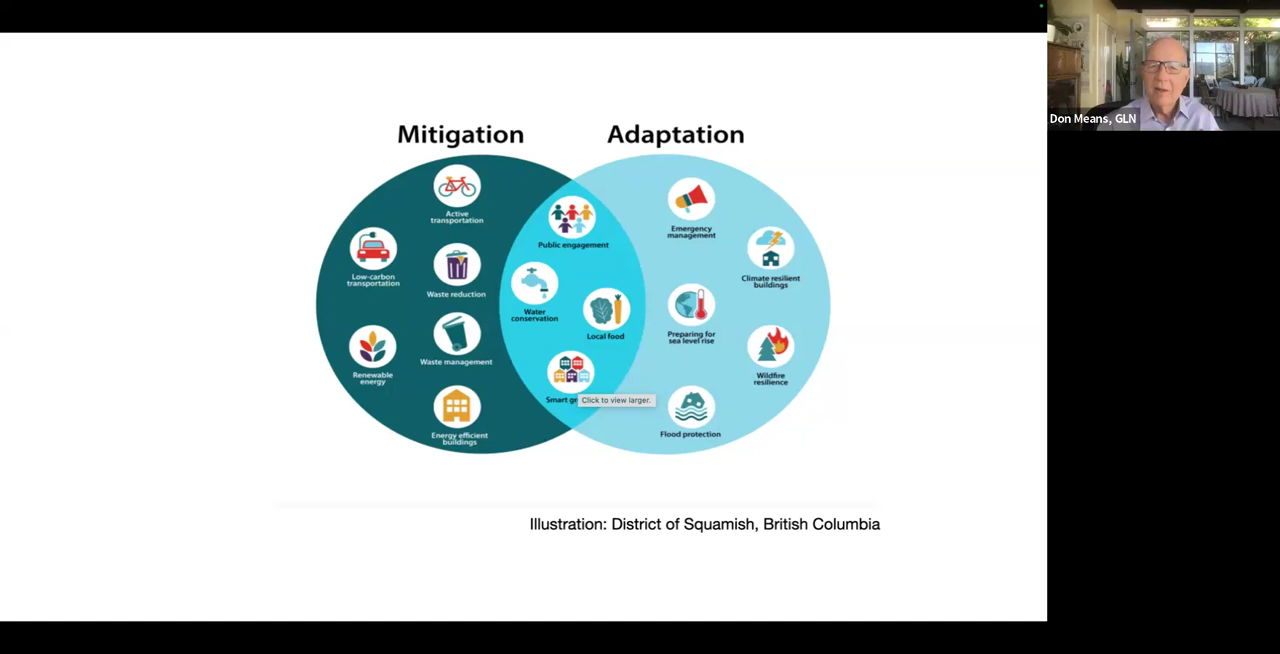 Mitigation
Adaptation
Active
transportation
Low-carbon
transportation
Waste reduction
Waste management
Renewable
energy
Energy efficient
buildings
Public engagement
Water
conservation
Local food
Smart gr
Click to view larger.
Emergency
management
Climate resilient
buildings
Preparing for
sea level rise
Wildfire
resilience
Flood protection
Illustration: District of Squamish, British Columbia
Don Means, GLN